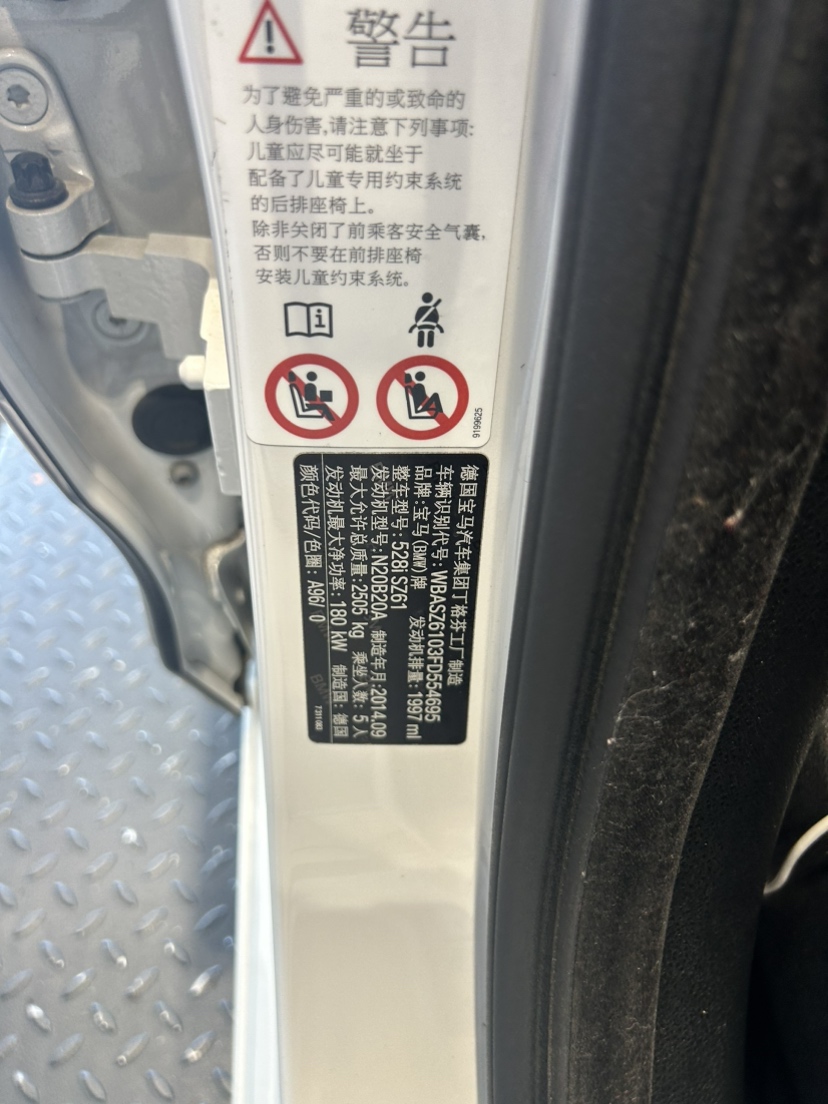 警告
为了避免严重的或致命的
人身伤害,请注意下列事项:
儿童应尽可能就坐于
配备了儿童专用约束系统
的后排座椅上。
除非关闭了前乘客安全气囊,
否则不要在前排座椅
安装儿童约束系统。
德国宝马汽车集团丁格芬工厂制造
车辆识别代号:WBASZ6103FD554695
品牌:宝马(BMW)牌 发动机排量:1997 ml
整车型号:528I SZ61
发动机型号:N20B20A 制造年月:2014.09
最大允许总质量:2505 kg 乘坐人数:5人
发动机最大净功率:180 kW 制造国:德国
颜色代码/色圈:A96/ 0